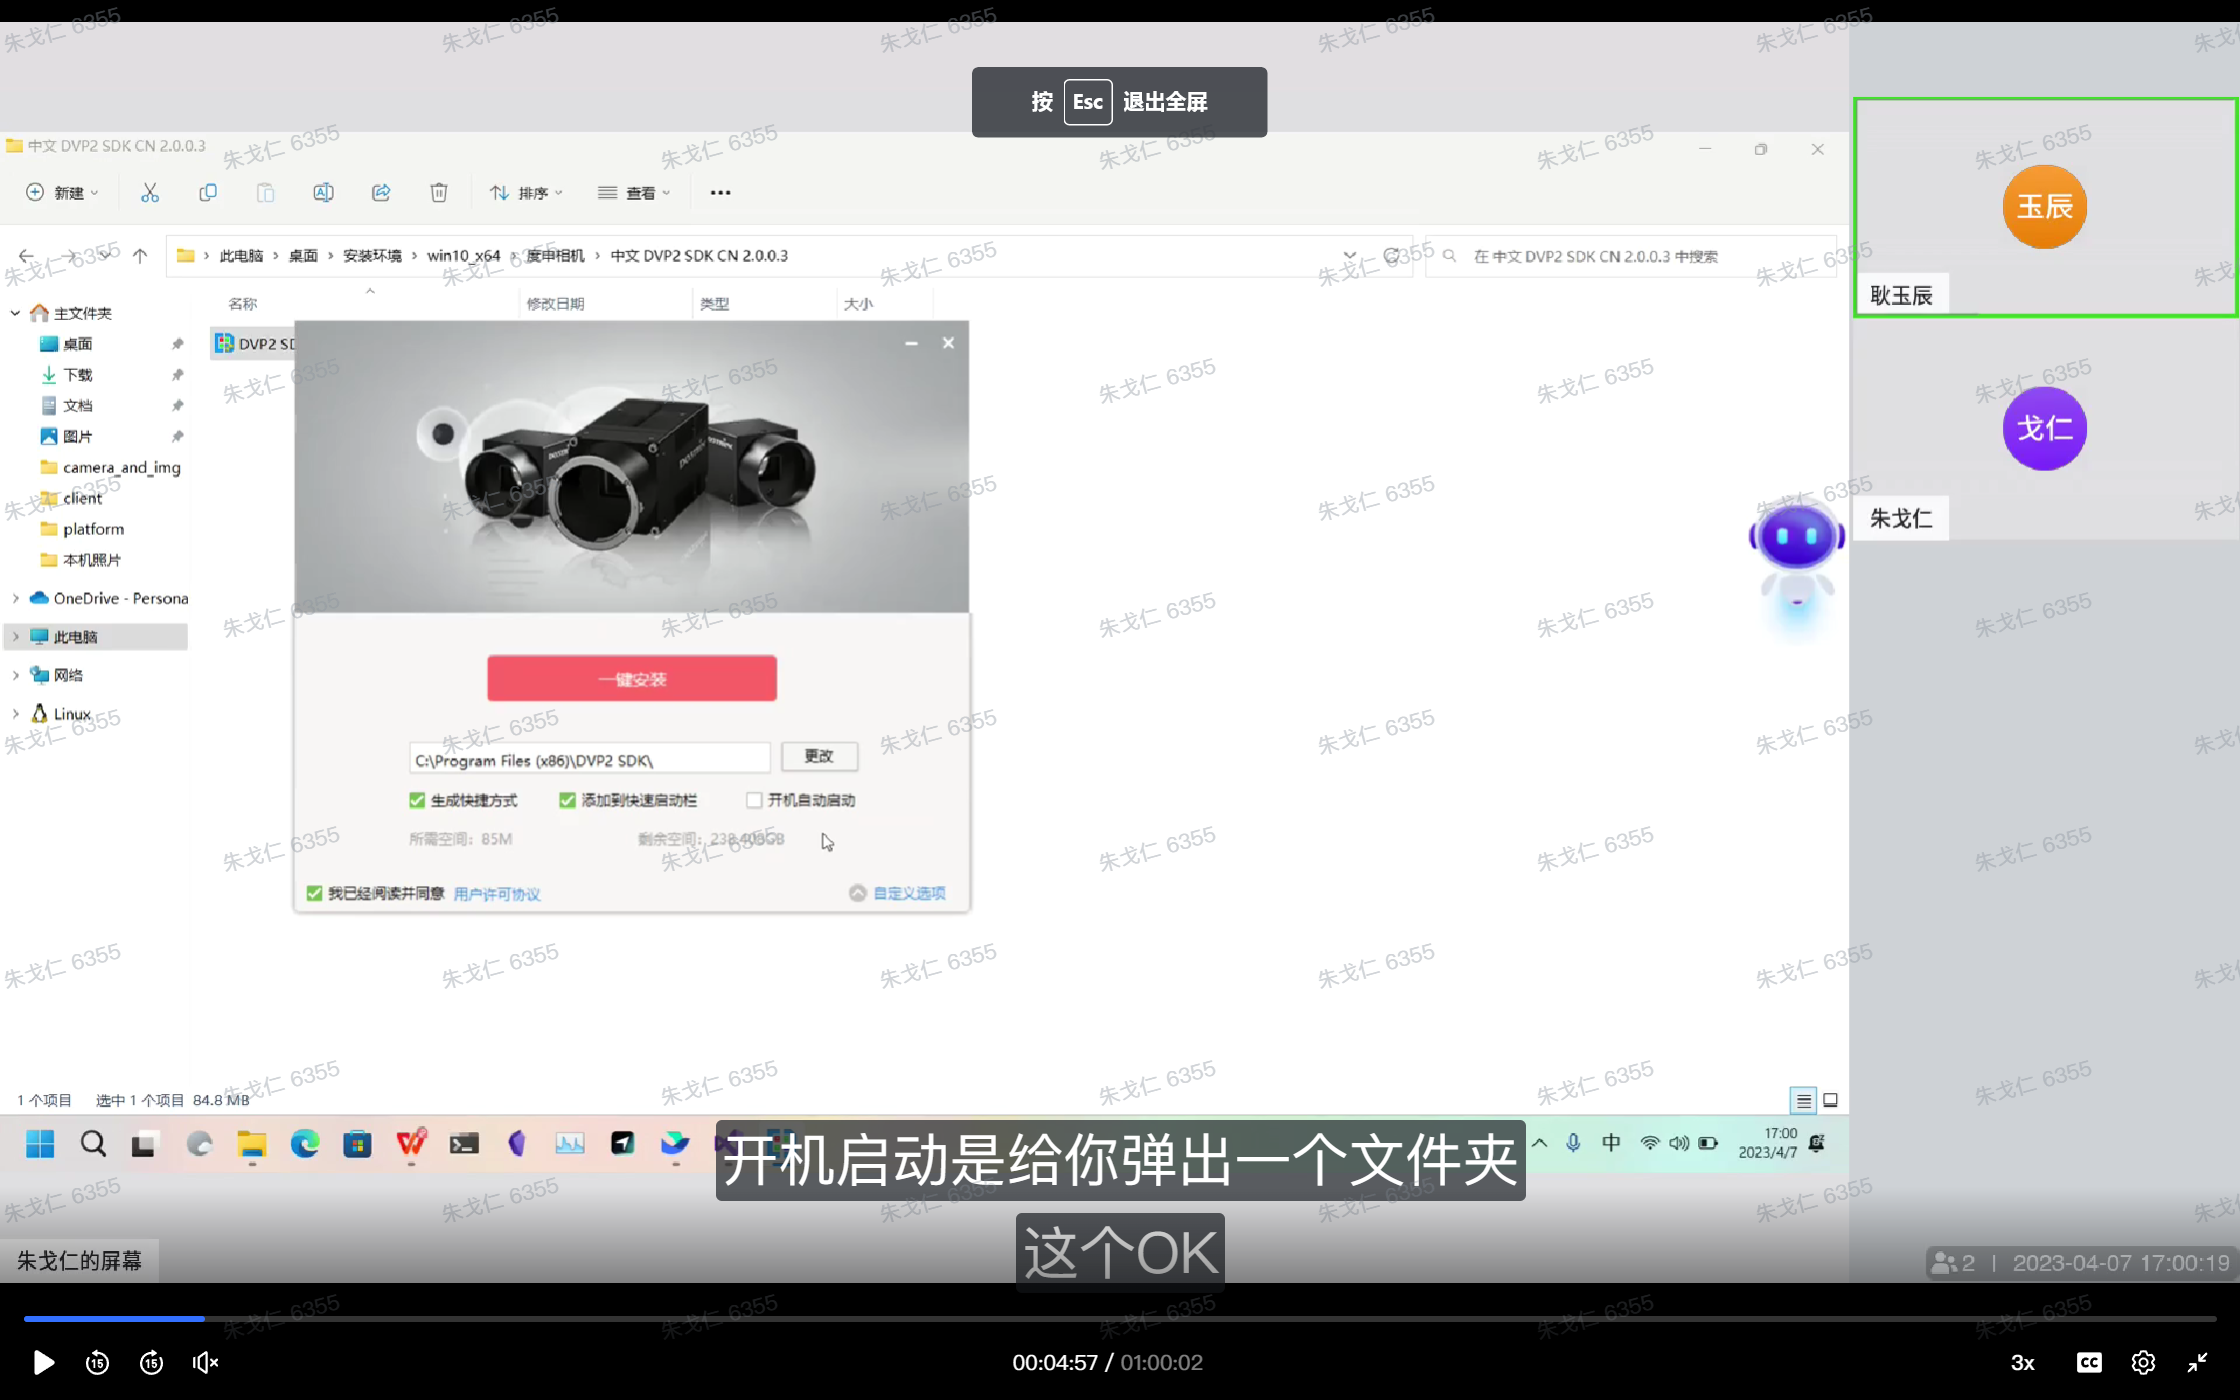 按 Esc 退出全屏
中文 DVP2 SDK CN 2.0.0.3
新建
排序
查看
此电脑 › 桌面 › 安装环境 › win10_x64 › 度申相机 › 中文 DVP2 SDK CN 2.0.0.3
在 中文 DVP2 SDK CN 2.0.0.3 中搜索
名称
修改日期
类型
大小
主文件夹
桌面
下载
文档
图片
camera_and_img
client
platform
本机照片
OneDrive - Persona
此电脑
网络
Linux
DVP2 SD
一键安装
C:\Program Files (x86)\DVP2 SDK\
更改
生成快捷方式
添加到快速启动栏
开机自动启动
所需空间：85M
剩余空间：238.403GB
我已经阅读并同意 用户许可协议
自定义选项
玉辰
耿玉辰
戈仁
朱戈仁
1 个项目
选中 1 个项目 84.8 MB
中
17:00
2023/4/7
开机启动是给你弹出一个文件夹
这个OK
朱戈仁的屏幕
2 | 2023-04-07 17:00:19
15
15
00:04:57 / 01:00:02
3x
CC
朱戈仁 6355